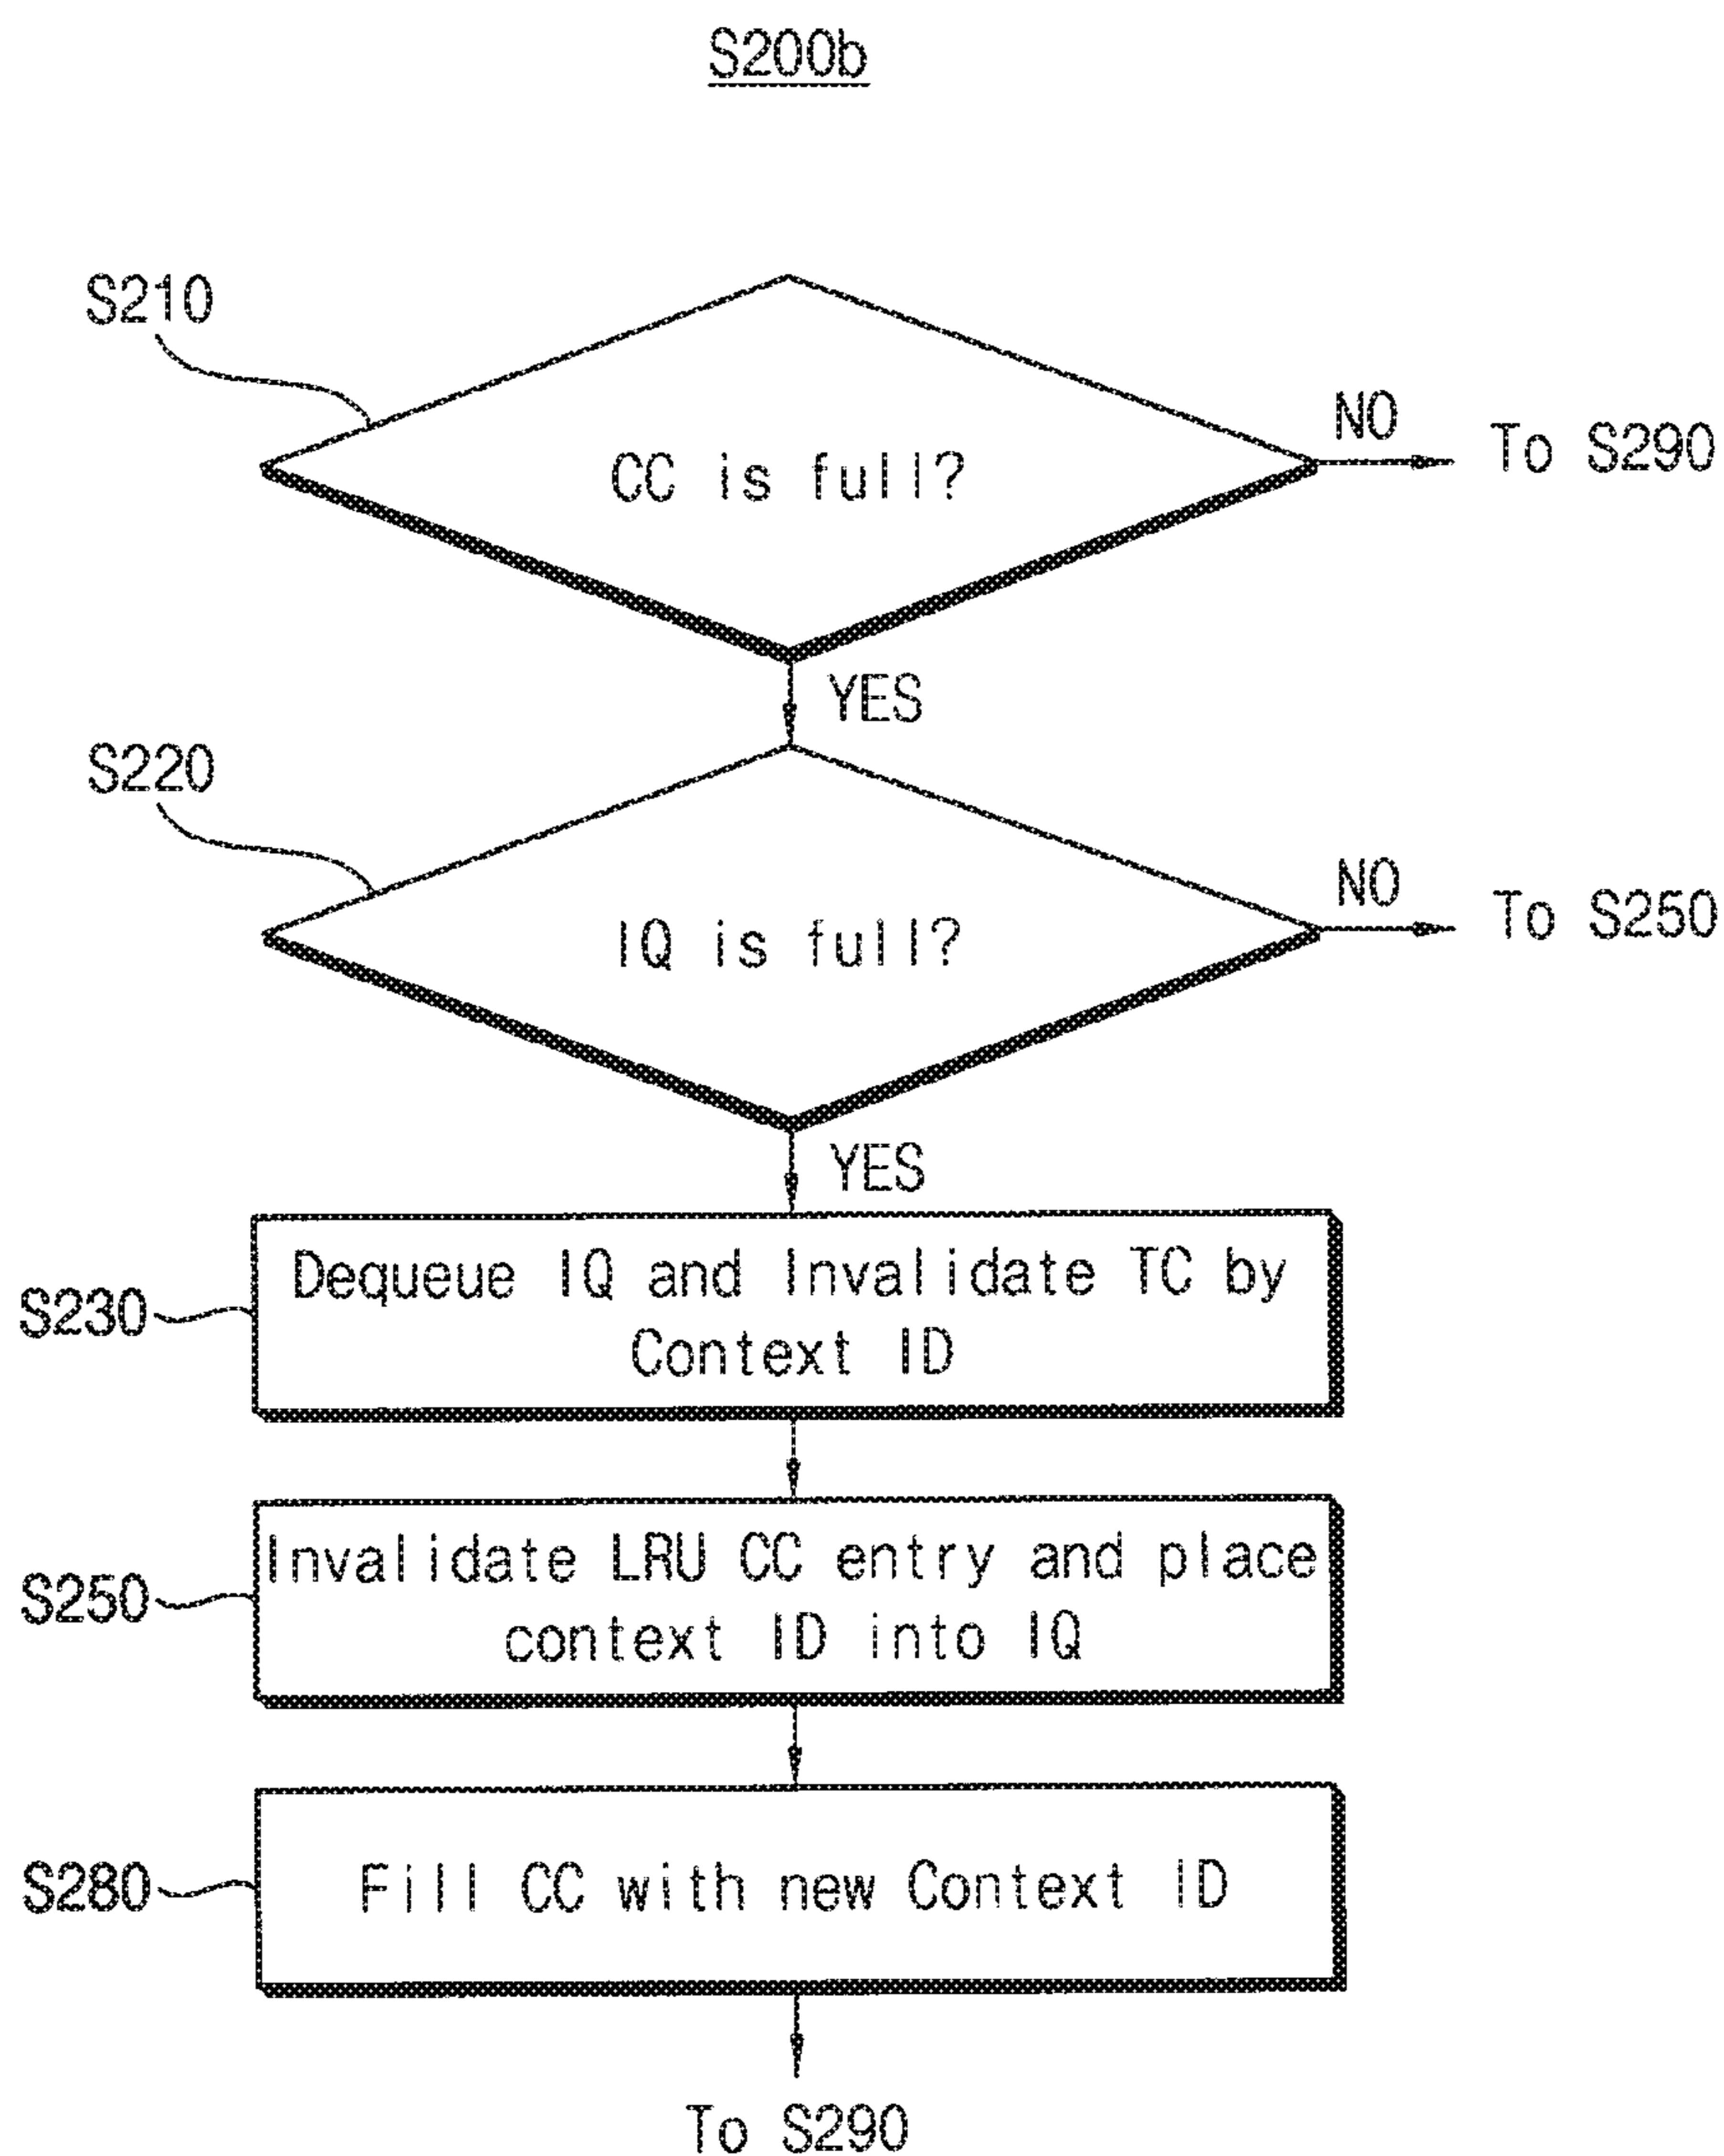 S200b
S210
CC is full?
NO
To S290
YES
S220
IQ is full?
NO
To S250
YES
S230
Dequeue IQ and Invalidate TC by
Context ID
S250
Invalidate LRU CC entry and place
context ID into IQ
S280
Fill CC with new Context ID
To S290